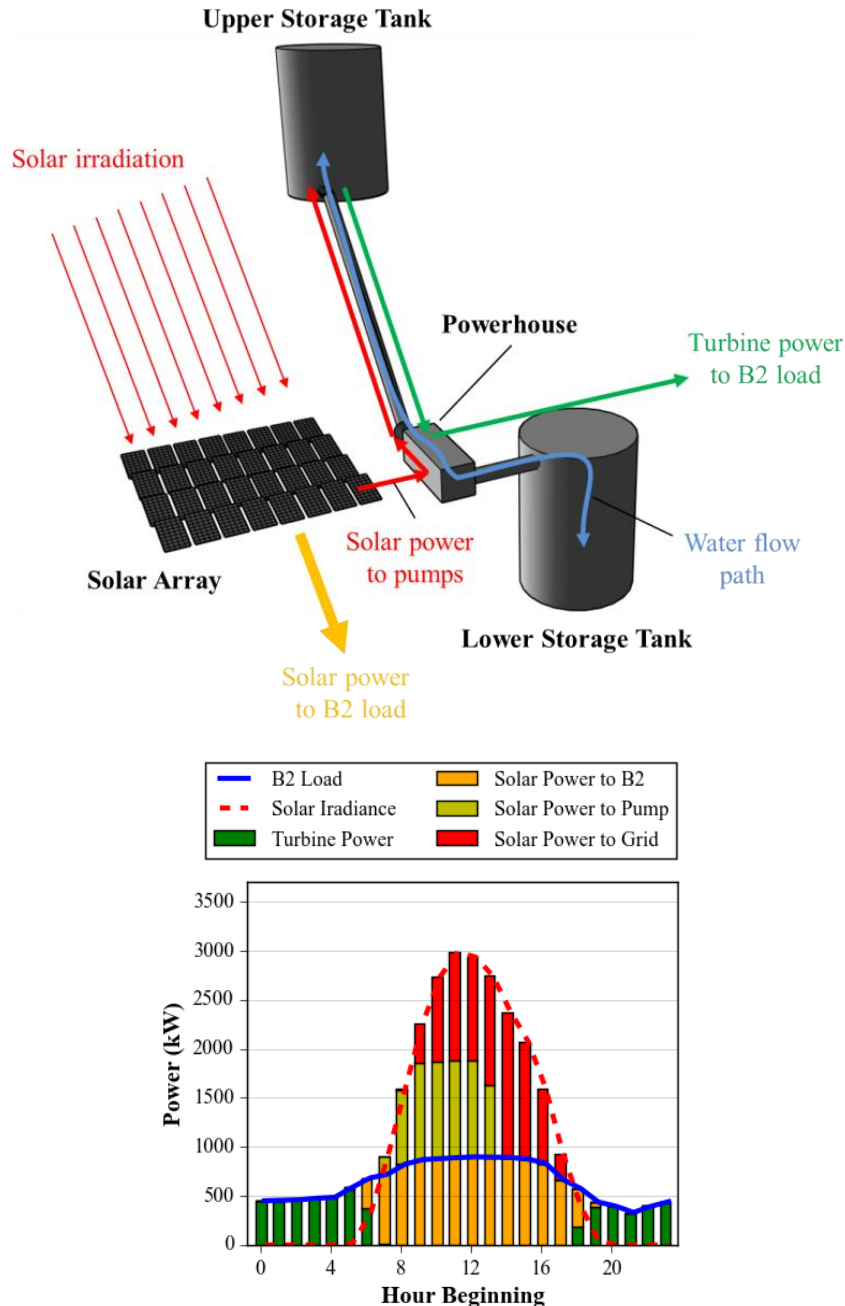 Upper Storage Tank
Solar irradiation
Powerhouse
Turbine power
to B2 load
Solar power
to pumps
Solar Array
Water flow
path
Lower Storage Tank
Solar power
to B2 load
B2 Load
Solar Irradiance
Turbine Power
Solar Power to B2
Solar Power to Pump
Solar Power to Grid
Power (kW)
3500
3000
2500
2000
1500
1000
500
0
0 4 8 12 16 20
Hour Beginning